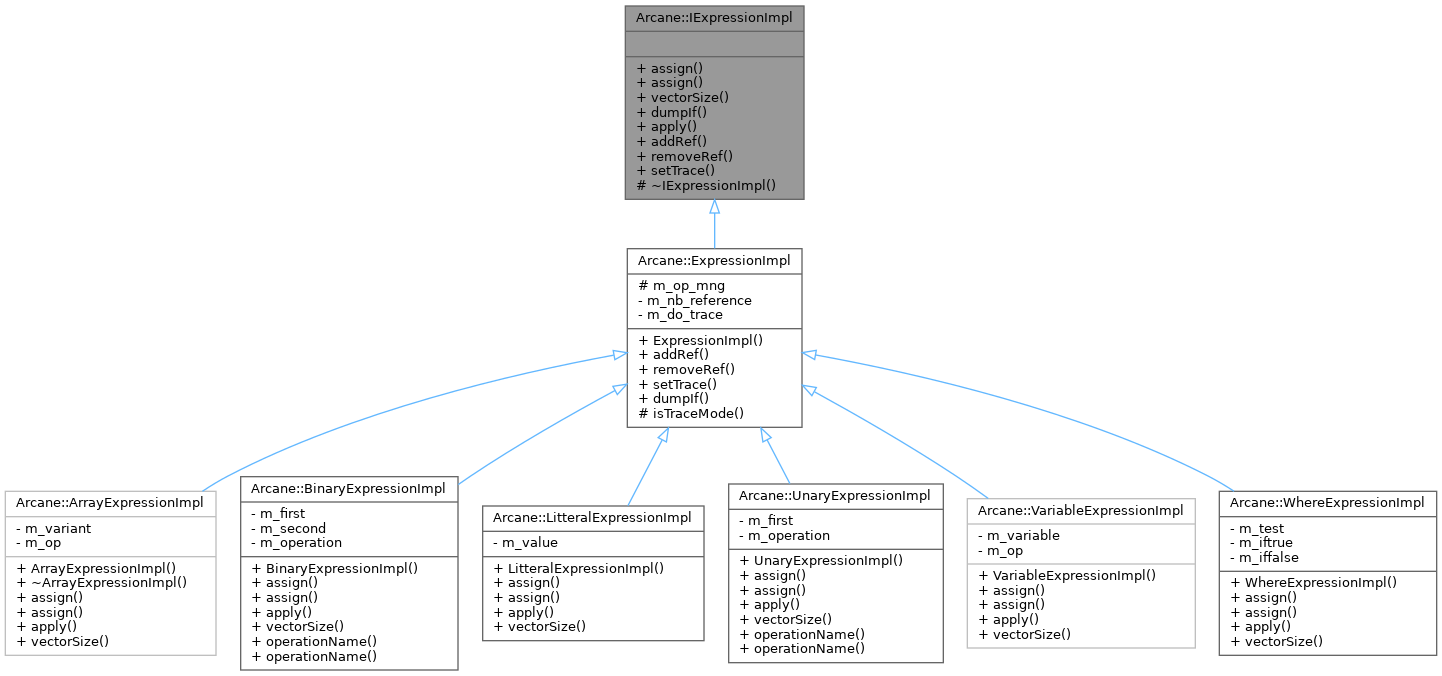 Arcane::IExpressionImpl
+ assign()
+ assign()
+ vectorSize()
+ dumpIf()
+ apply()
+ addRef()
+ removeRef()
+ setTrace()
# ~IExpressionImpl()
Arcane::ExpressionImpl
# m_op_mng
- m_nb_reference
- m_do_trace
+ ExpressionImpl()
+ addRef()
+ removeRef()
+ setTrace()
+ dumpIf()
# isTraceMode()
Arcane::ArrayExpressionImpl
- m_variant
- m_op
+ ArrayExpressionImpl()
+ ~ArrayExpressionImpl()
+ assign()
+ assign()
+ apply()
+ vectorSize()
Arcane::BinaryExpressionImpl
- m_first
- m_second
- m_operation
+ BinaryExpressionImpl()
+ assign()
+ assign()
+ apply()
+ vectorSize()
+ operationName()
+ operationName()
Arcane::LitteralExpressionImpl
- m_value
+ LitteralExpressionImpl()
+ assign()
+ assign()
+ apply()
+ vectorSize()
Arcane::UnaryExpressionImpl
- m_first
- m_operation
+ UnaryExpressionImpl()
+ assign()
+ assign()
+ apply()
+ vectorSize()
+ operationName()
+ operationName()
Arcane::VariableExpressionImpl
- m_variable
- m_op
+ VariableExpressionImpl()
+ assign()
+ assign()
+ apply()
+ vectorSize()
Arcane::WhereExpressionImpl
- m_test
- m_iftrue
- m_iffalse
+ WhereExpressionImpl()
+ assign()
+ assign()
+ apply()
+ vectorSize()